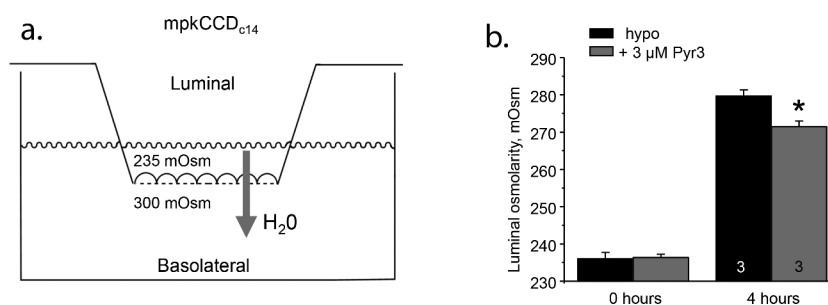 a.
mpkCCDc14
Luminal
235 mOsm
300 mOsm
H20
Basolateral
b.
hypo
+ 3 µM Pyr3
*
Luminal osmolarity, mOsm
290
280
270
260
250
240
230
3
3
0 hours
4 hours